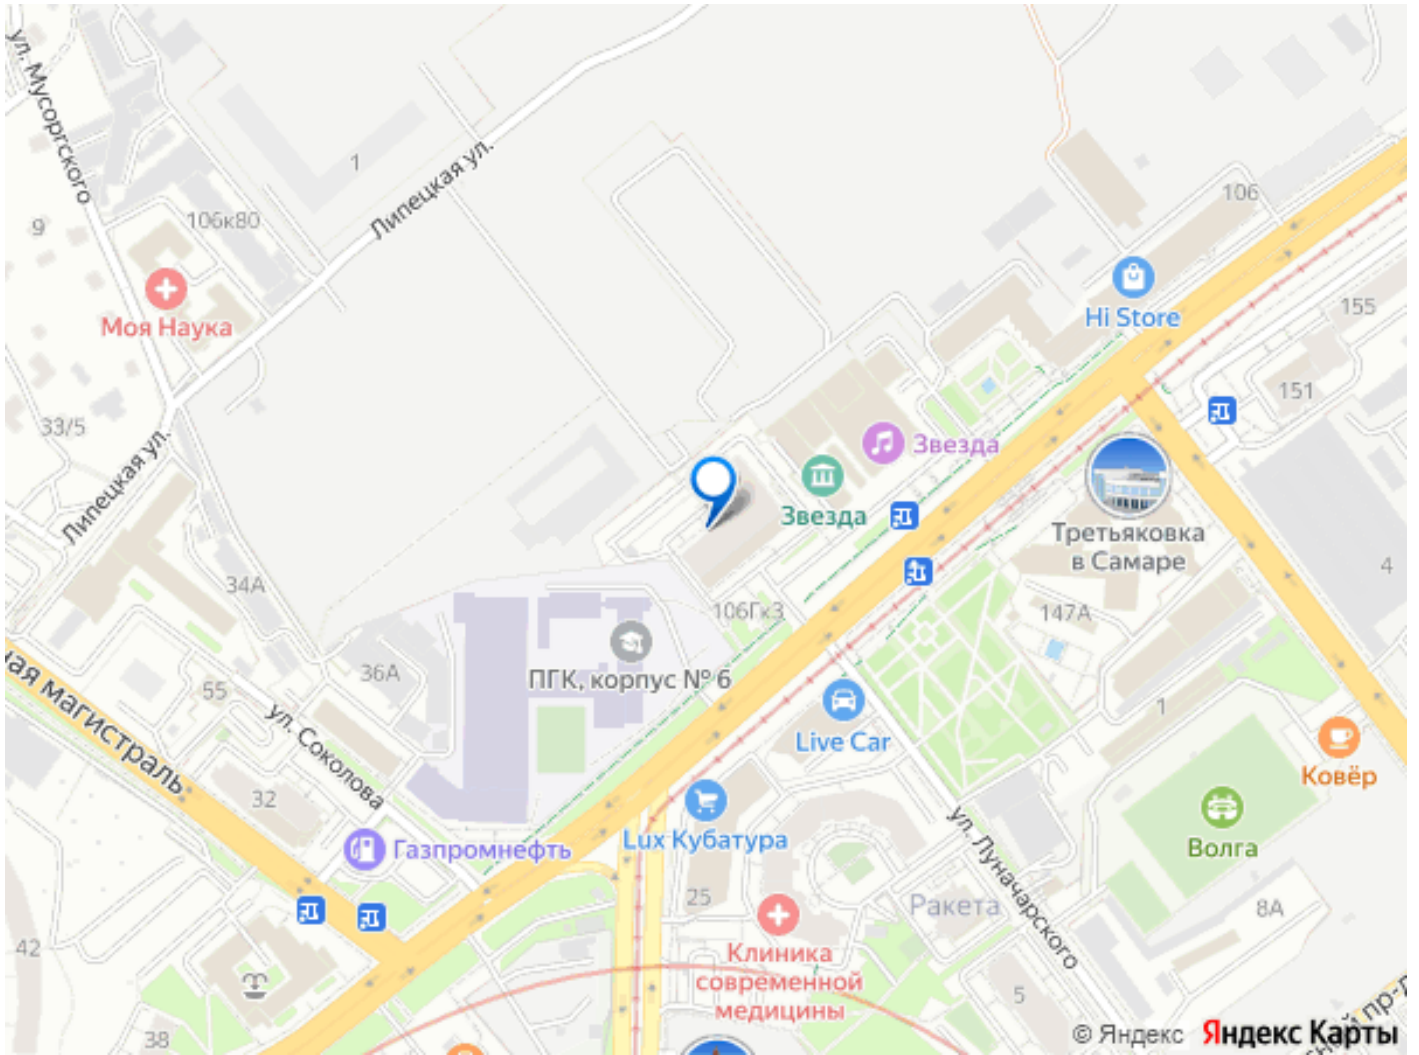 ул. Мусоргского
1
Липецкая ул.
106к80
9
106
Моя Наука
Hi Store
155
151
33/5
Звезда
Липецкая ул.
Звезда
Третьяковка
в Самаре
4
34А
106Гк3
147А
36А
ПГК, корпус № 6
55
ная магистраль
ул. Соколова
1
Live Car
Ковёр
32
Lux Кубатура
Волга
Газпромнефть
ул. Луначарского
25
Ракета
8А
42
Клиника
современной
медицины
5
38
© Яндекс Яндекс Карты